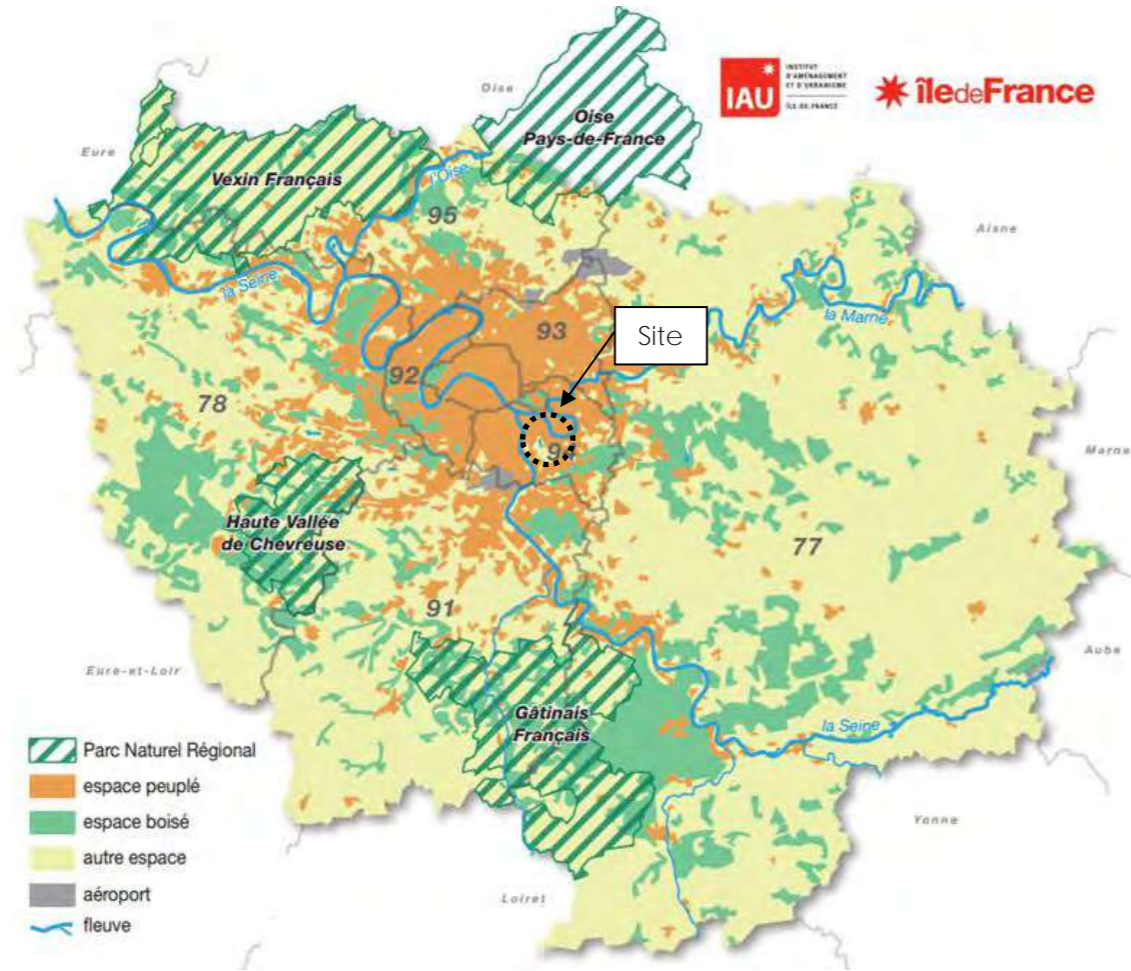 IAU
INSTITUT
D'AMÉNAGEMENT
ET D'URBANISME
ÎLE-DE-FRANCE
îledeFrance
Oise
Oise
Pays-de-France
Eure
Vexin Français
l'Oise
95
Aisne
la Seine
la Marne
93
Site
92
78
94
Marne
Haute Vallée
de Chevreuse
77
91
Aube
Eure-et-Loir
Gâtinais
Français
la Seine
Yonne
Loiret
Parc Naturel Régional
espace peuplé
espace boisé
autre espace
aéroport
fleuve